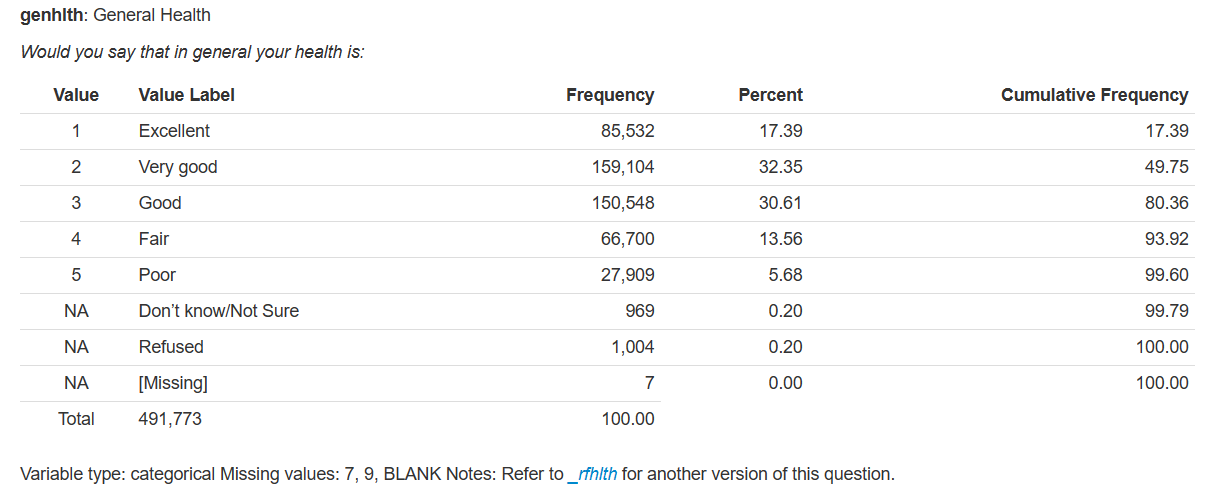 genhlth: General Health
Would you say that in general your health is:
Value Value Label Frequency Percent Cumulative Frequency
1 Excellent 85,532 17.39 17.39
2 Very good 159,104 32.35 49.75
3 Good 150,548 30.61 80.36
4 Fair 66,700 13.56 93.92
5 Poor 27,909 5.68 99.60
NA Don’t know/Not Sure 969 0.20 99.79
NA Refused 1,004 0.20 100.00
NA [Missing] 7 0.00 100.00
Total 491,773 100.00
Variable type: categorical Missing values: 7, 9, BLANK Notes: Refer to _rfhlth for another version of this question.